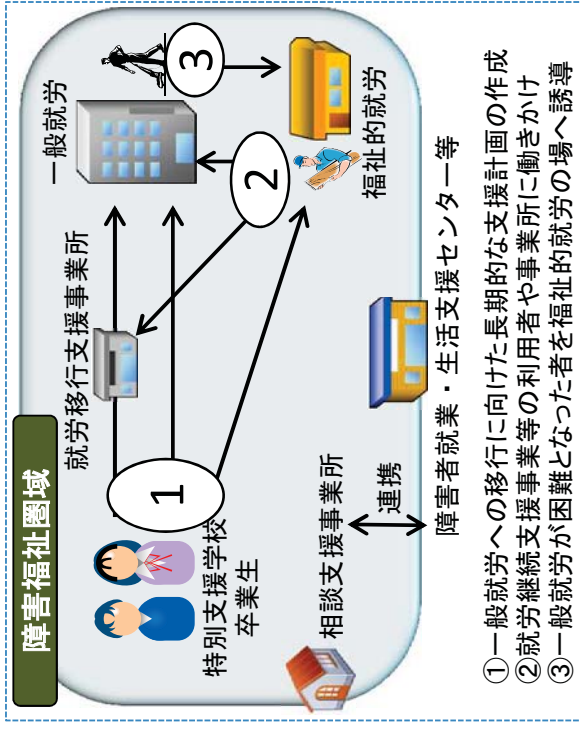 障害福祉圏域
就労移行支援事業所
一般就労
1
2
3
特別支援学校
卒業生
福祉的就労
相談支援事業所
連携
障害者就業・生活支援センター等
①一般就労への移行に向けた長期的な支援計画の作成
②就労継続支援事業等の利用者や事業所に働きかけ
③一般就労が困難となった者を福祉的就労の場へ誘導